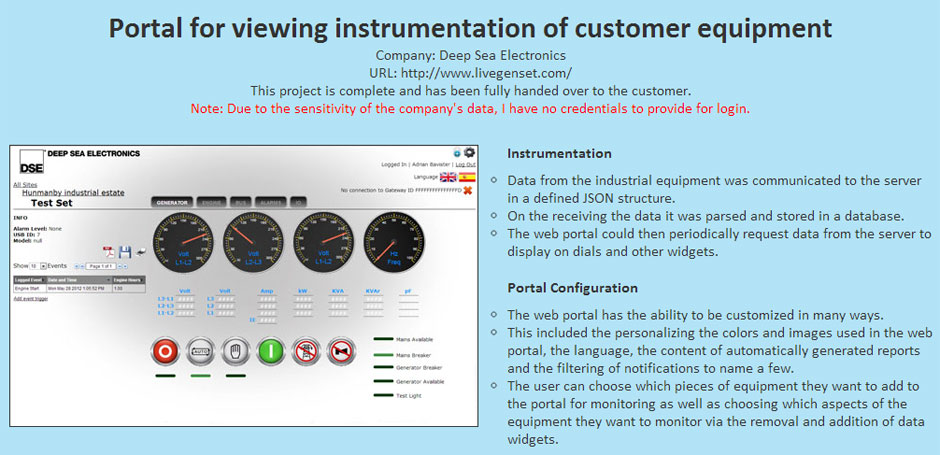 Portal for viewing instrumentation of customer equipment
Company: Deep Sea Electronics
URL: http://www.livegenset.com/
This project is complete and has been fully handed over to the customer.
Note: Due to the sensitivity of the company's data, I have no credentials to provide for login.
DSE
DEEP SEA ELECTRONICS
Logged In | Adrian Bavister | Log Out
Language
All Sites
Hunmanby industrial estate
No connection to Gateway ID
Test Set
GENERATOR
ENGINE
BUS
ALARMS
IO
INFO
Alarm Level: None
USB ID: 7
Model: null
Show 10 Events
Page 1 of 1
Logged Event Date and Time Engine Hours
Engine Start Mon May 28 2012 1:05:52 PM 1.00
Add event trigger
Volt
L1-L2
Volt
L2-L3
Volt
L1-L2
Hz
Freq
Volt Volt Amp kW KVA KVAr pf
AUTO
Mains Available
Mains Breaker
Generator Breaker
Generator Available
Test Light
Instrumentation
Data from the industrial equipment was communicated to the server
in a defined JSON structure.
On the receiving the data it was parsed and stored in a database.
The web portal could then periodically request data from the server to
display on dials and other widgets.
Portal Configuration
The web portal has the ability to be customized in many ways.
This included the personalizing the colors and images used in the web
portal, the language, the content of automatically generated reports
and the filtering of notifications to name a few.
The user can choose which pieces of equipment they want to add to
the portal for monitoring as well as choosing which aspects of the
equipment they want to monitor via the removal and addition of data
widgets.